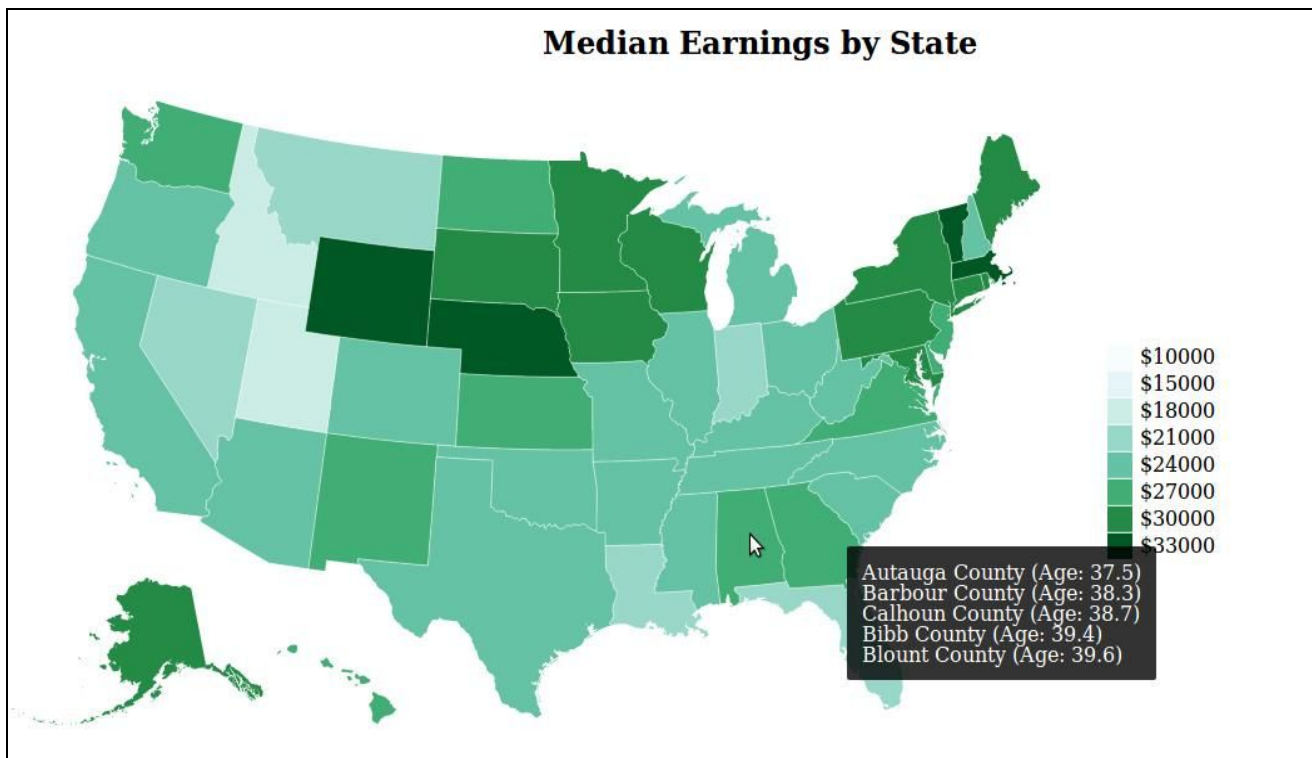 Median Earnings by State
$10000
$15000
$18000
$21000
$24000
$27000
$30000
$33000
Autauga County (Age: 37.5)
Barbour County (Age: 38.3)
Calhoun County (Age: 38.7)
Bibb County (Age: 39.4)
Blount County (Age: 39.6)